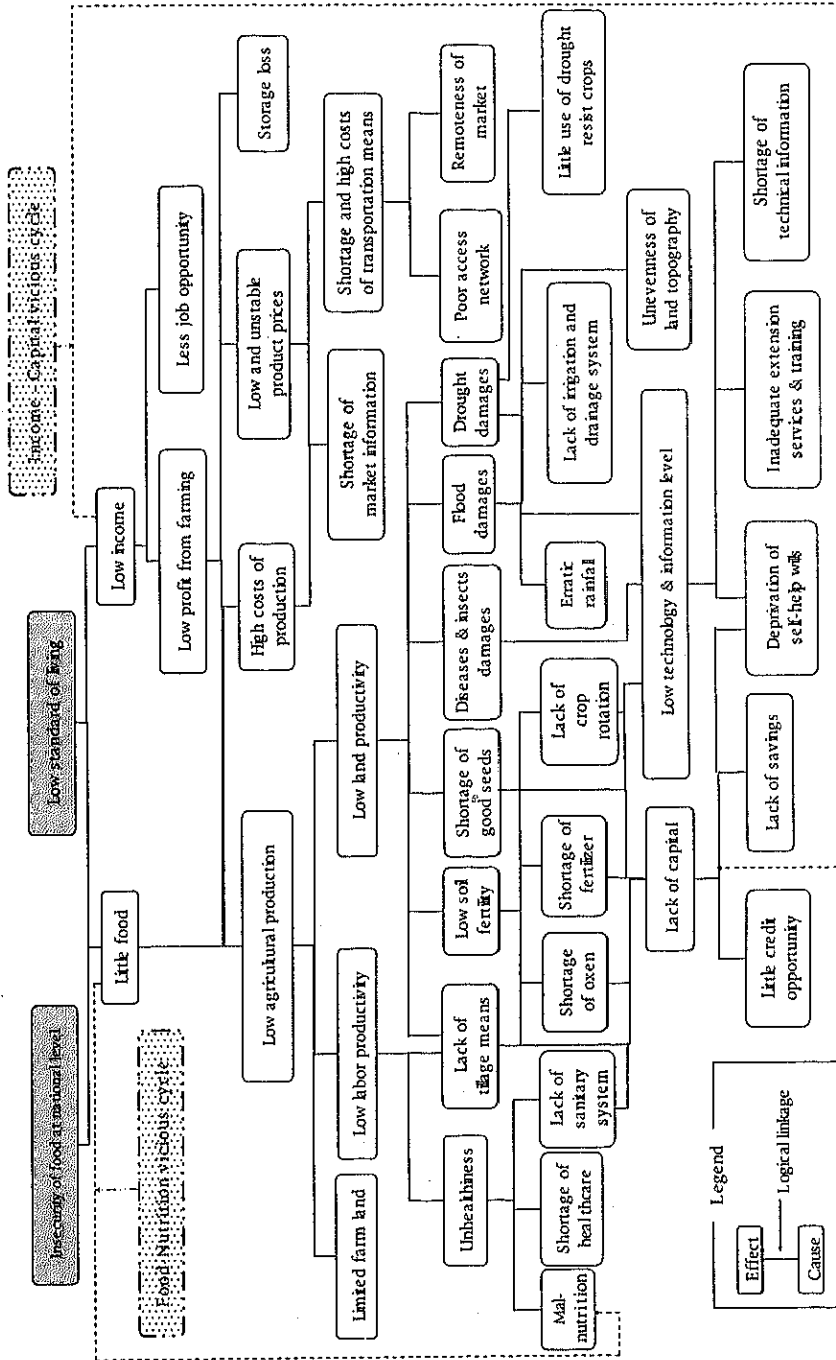 Income - Capital vicious cycle
Insecurity of food at national level
Low standard of living
Food Nutrition vicious cycle
Little food
Low income
Low profit from farming
Less job opportunity
Low agricultural production
High costs of
production
Low and unstable
product prices
Storage loss
Limited farm land
Low labor productivity
Low land productivity
Shortage of
market information
Shortage and high costs
of transportation means
Unhealthiness
Lack of
tillage means
Low soil
fertility
Shortage of
good seeds
Diseases & insects
damages
Flood
damages
Drought
damages
Poor access
network
Remoteness of
market
Mal-
nutrition
Shortage of
healthcare
Lack of
sanitary
system
Shortage
of oxen
Shortage of
fertilizer
Lack of
crop
rotation
Erratic
rainfall
Lack of irrigation and
drainage system
Little use of drought
resist crops
Lack of capital
Low technology & information level
Unevenness of
land topography
Little credit
opportunity
Lack of savings
Deprivation of
self-help wills
Inadequate extension
services & training
Shortage of
technical information
Legend
Effect
Logical linkage
Cause